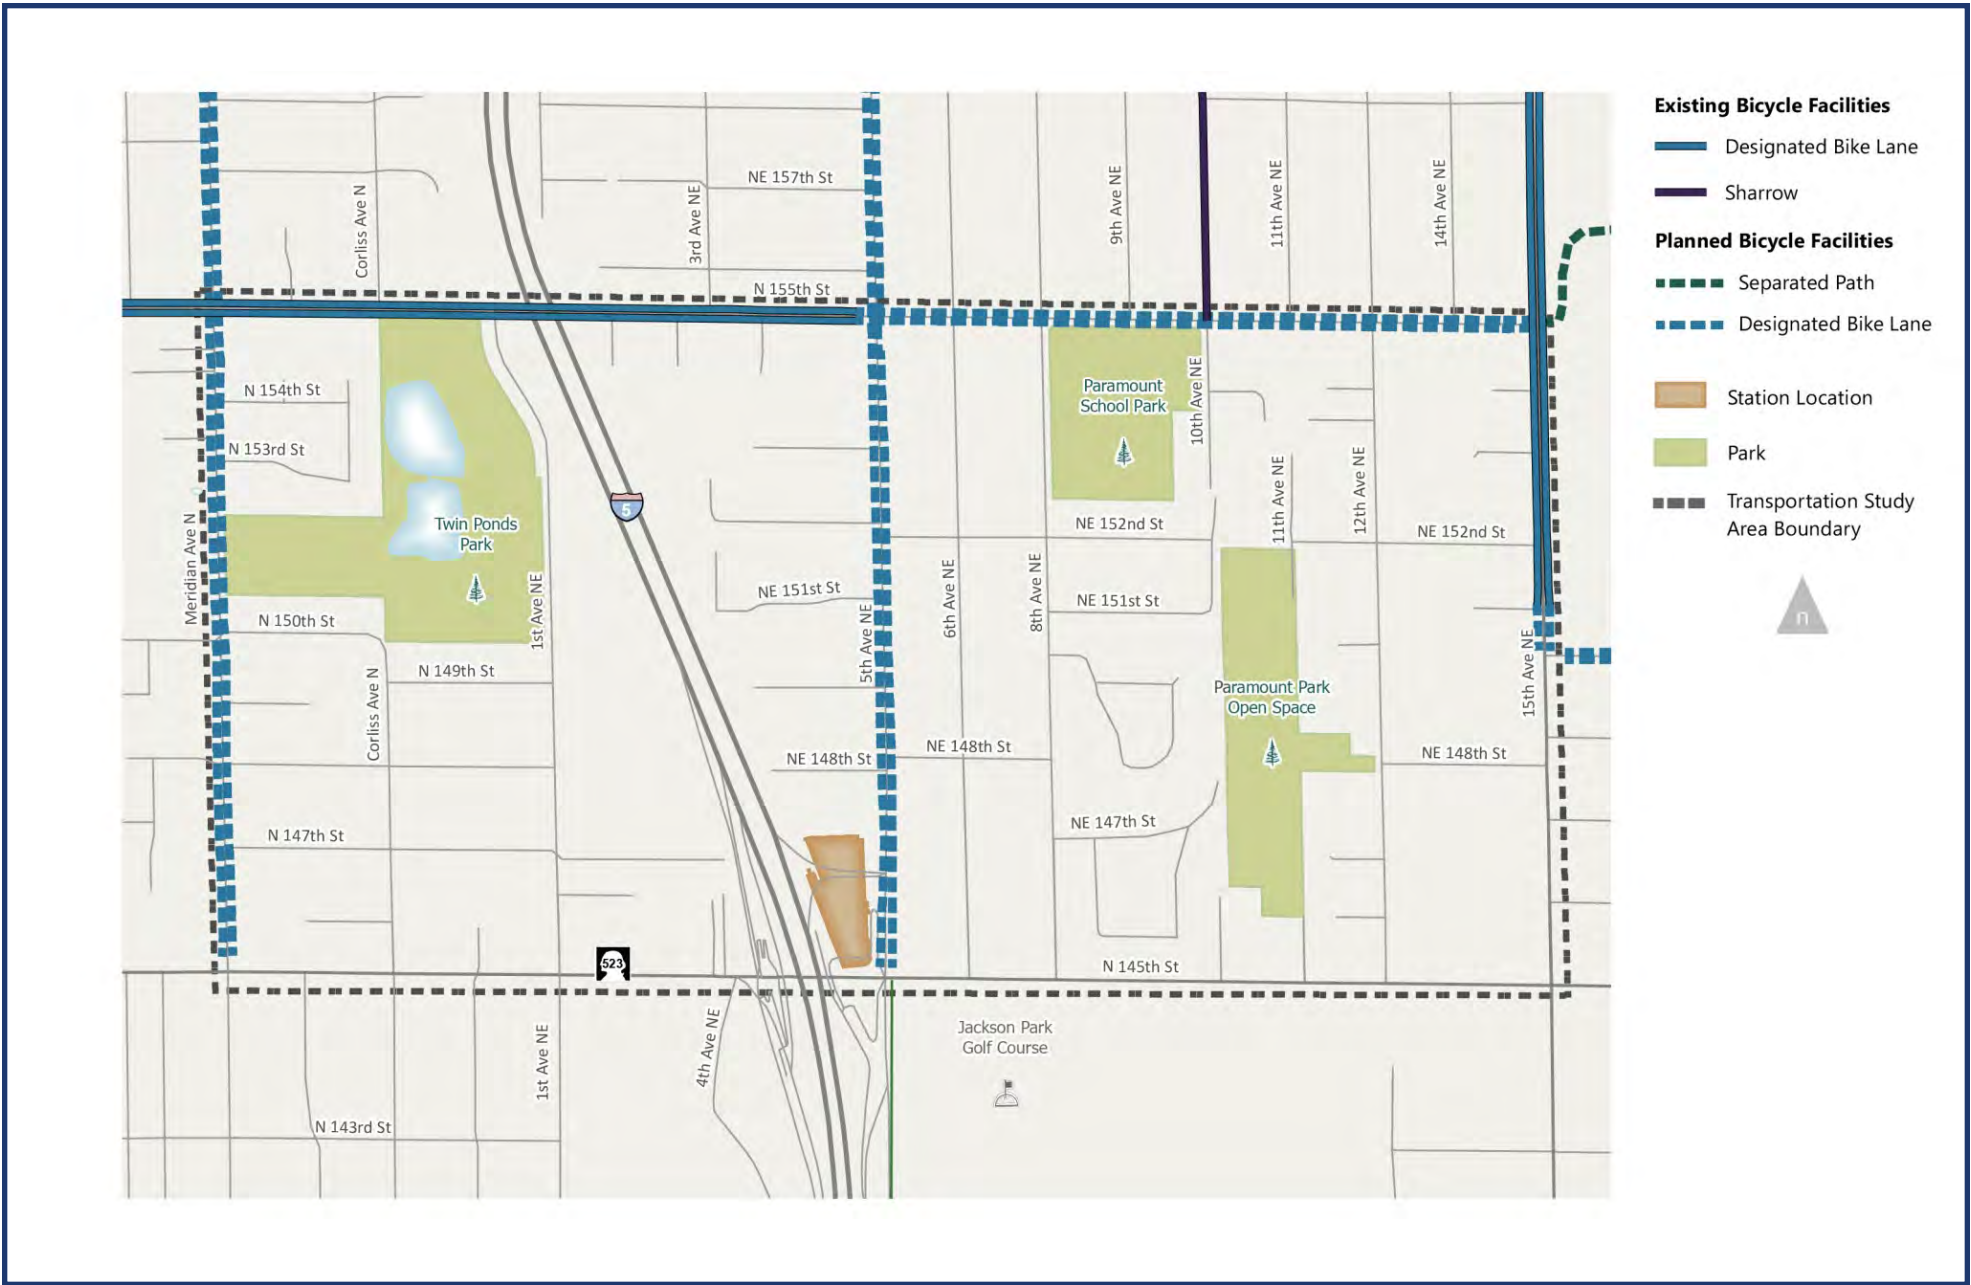 Existing Bicycle Facilities
Designated Bike Lane
Sharrow
Planned Bicycle Facilities
Separated Path
Designated Bike Lane
Station Location
Park
Transportation Study
Area Boundary
n
NE 157th St
Corliss Ave N
3rd Ave NE
9th Ave NE
11th Ave NE
14th Ave NE
N 155th St
N 154th St
N 153rd St
Paramount
School Park
10th Ave NE
5
Twin Ponds
Park
Meridian Ave N
1st Ave NE
NE 152nd St
11th Ave NE
12th Ave NE
NE 152nd St
NE 151st St
5th Ave NE
6th Ave NE
8th Ave NE
NE 151st St
N 150th St
N 149th St
Corliss Ave N
Paramount Park
Open Space
15th Ave NE
NE 148th St
NE 148th St
NE 148th St
N 147th St
NE 147th St
523
N 145th St
Jackson Park
Golf Course
1st Ave NE
4th Ave NE
N 143rd St